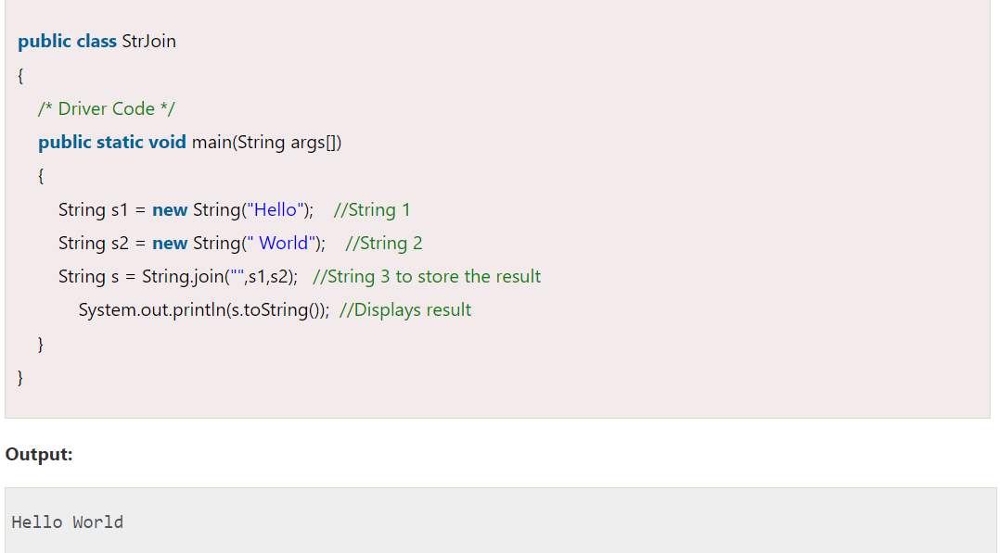 public class StrJoin
{
/* Driver Code */
public static void main(String args[])
{
String s1 = new String("Hello");    //String 1
String s2 = new String(" World");    //String 2
String s = String.join("",s1,s2);   //String 3 to store the result
System.out.println(s.toString());  //Displays result
}
}
Output:
Hello World